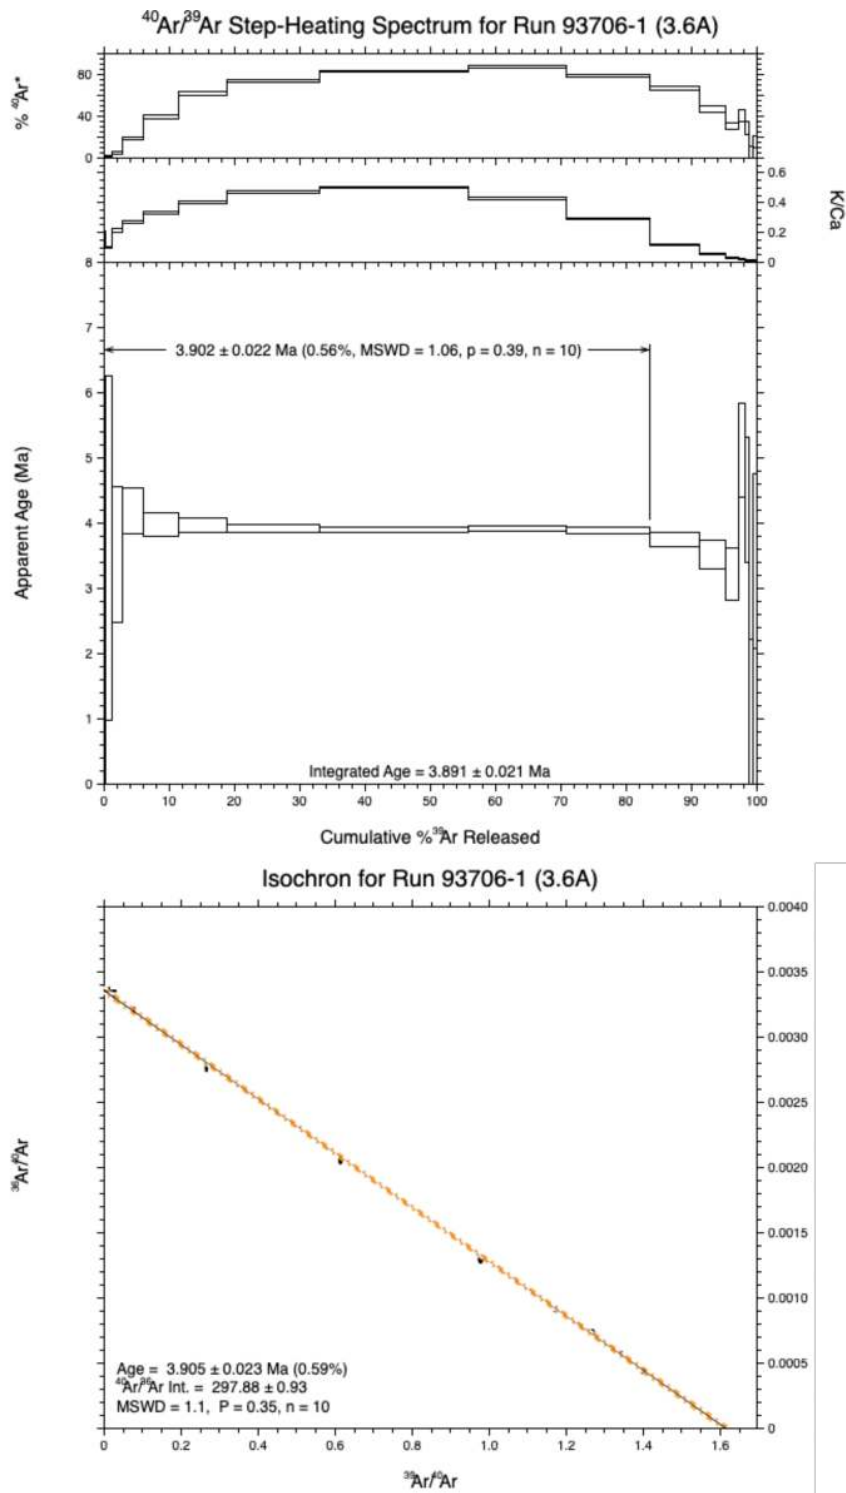 ⁴⁰Ar/³⁹Ar Step-Heating Spectrum for Run 93706-1 (3.6A)
80
40
0
% ⁴⁰Ar*
0.6
0.4
0.2
0
K/Ca
8
7
6
5
4
3
2
1
0
Apparent Age (Ma)
3.902 ± 0.022 Ma (0.56%, MSWD = 1.06, p = 0.39, n = 10)
Integrated Age = 3.891 ± 0.021 Ma
0 10 20 30 40 50 60 70 80 90 100
Cumulative %³⁹Ar Released
Isochron for Run 93706-1 (3.6A)
0.0040
0.0035
0.0030
0.0025
0.0020
0.0015
0.0010
0.0005
0
³⁶Ar/⁴⁰Ar
Age = 3.905 ± 0.023 Ma (0.59%)
⁴⁰Ar/³⁶Ar Int. = 297.88 ± 0.93
MSWD = 1.1, P = 0.35, n = 10
0 0.2 0.4 0.6 0.8 1.0 1.2 1.4 1.6
³⁹Ar/⁴⁰Ar